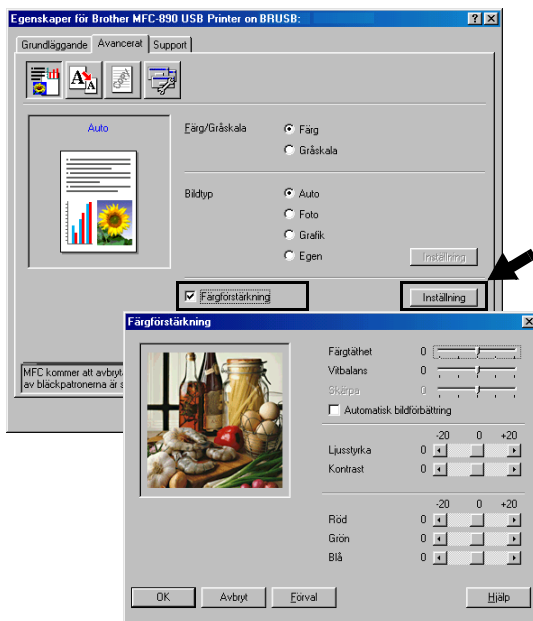 Egenskaper för Brother MFC-890 USB Printer on BRUSB:
Grundläggande Avancerat Support
Auto
Färg/Gråskala
Färg
Gråskala
Bildtyp
Auto
Foto
Grafik
Egen
Inställning
Färgförstärkning
Inställning
MFC kommer att avbryta
av bläckpatronerna är
Färgförstärkning
Färgtäthet 0
Vitbalans 0
Skärpa 0
Automatisk bildförbättring
-20 0 +20
Ljusstyrka 0
Kontrast 0
-20 0 +20
Röd 0
Grön 0
Blå 0
OK Avbryt Förval Hjälp